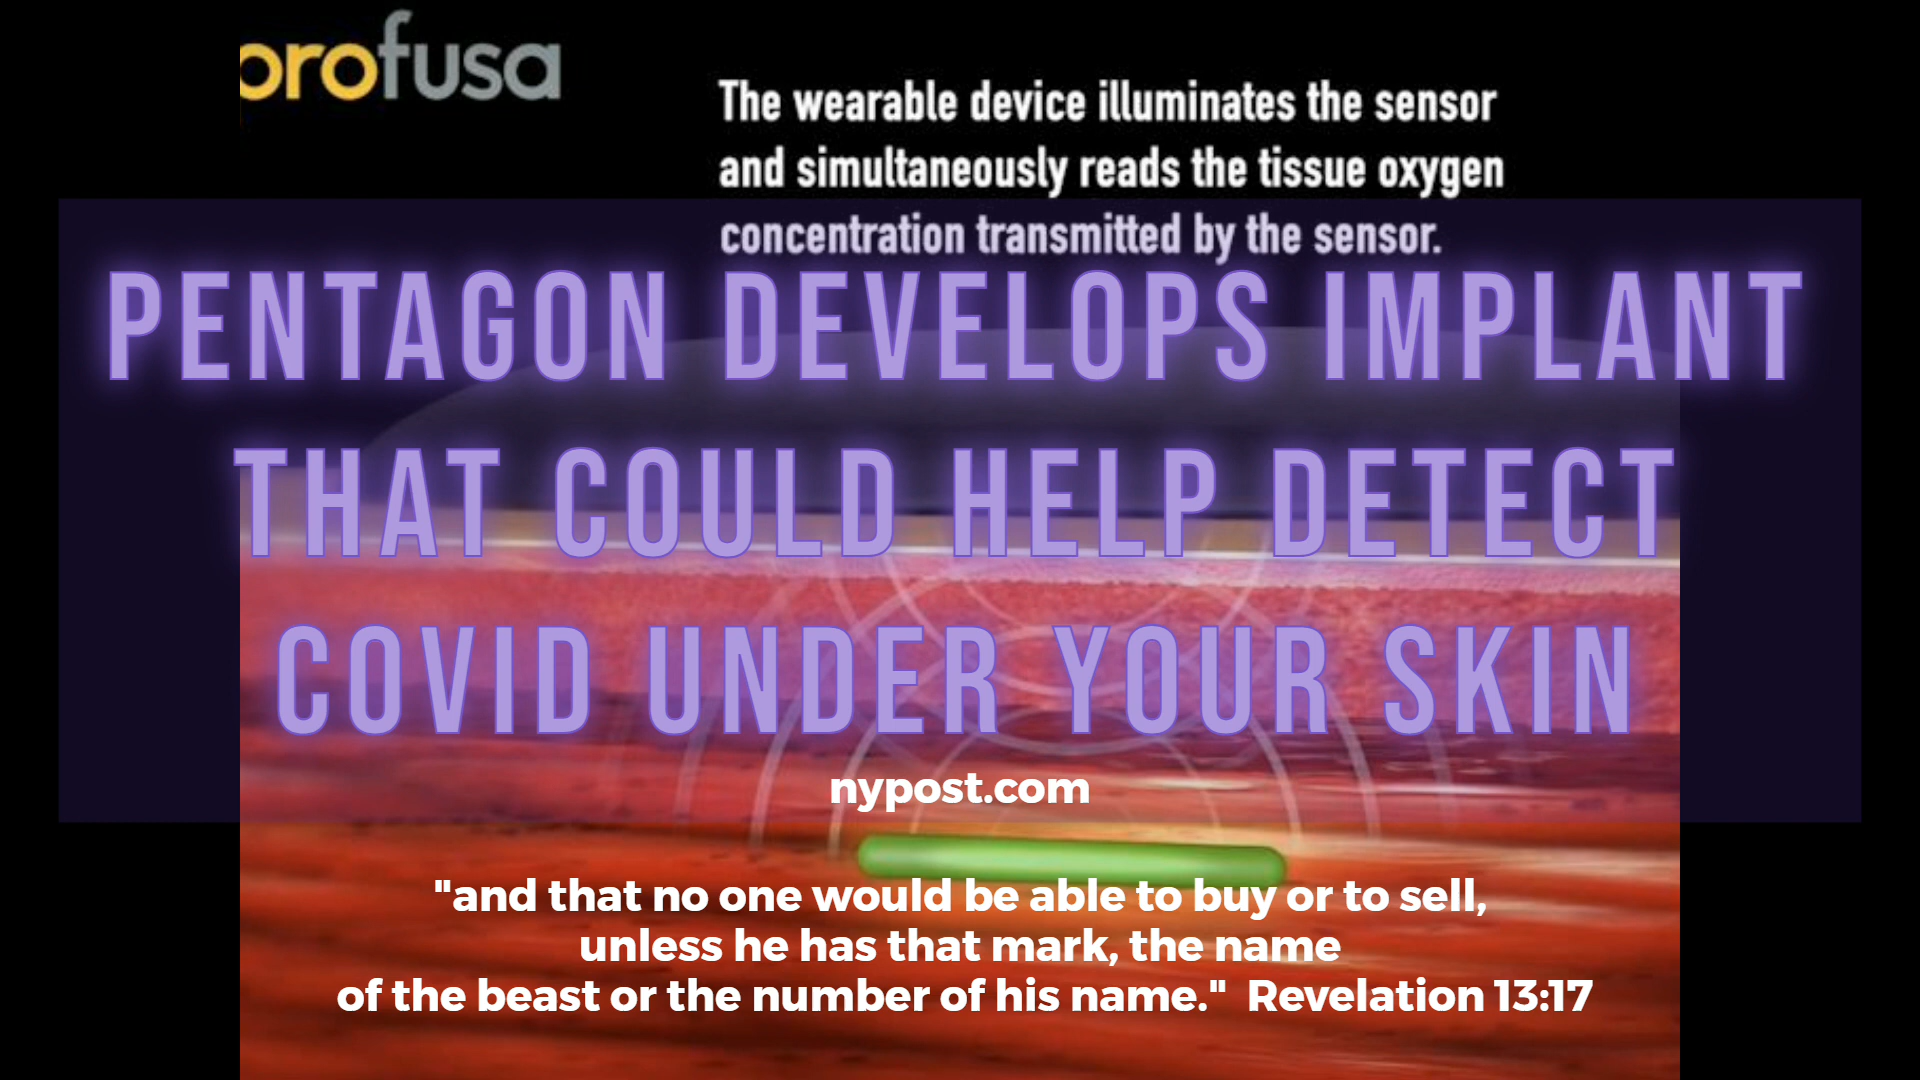 profusa
The wearable device illuminates the sensor
and simultaneously reads the tissue oxygen
concentration transmitted by the sensor.
PENTAGON DEVELOPS IMPLANT
THAT COULD HELP DETECT
COVID UNDER YOUR SKIN
nypost.com
"and that no one would be able to buy or to sell,
unless he has that mark, the name
of the beast or the number of his name." Revelation 13:17